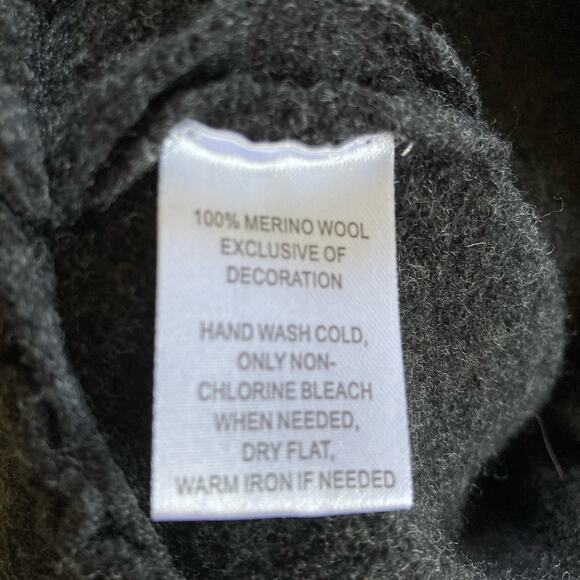 100% MERINO WOOL
EXCLUSIVE OF
DECORATION
HAND WASH COLD,
ONLY NON-
CHLORINE BLEACH
WHEN NEEDED,
DRY FLAT,
WARM IRON IF NEEDED